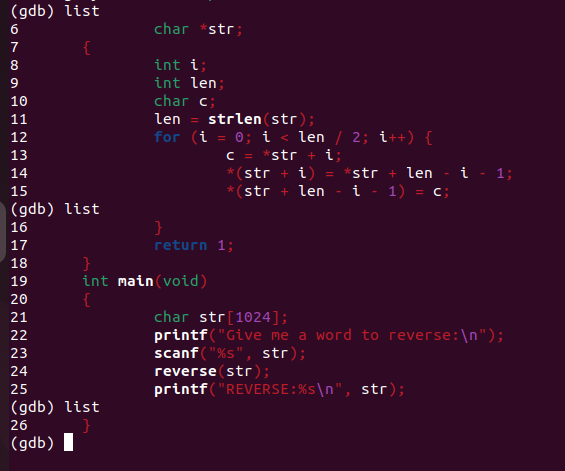 (gdb) list
6 char *str;
7 {
8 int i;
9 int len;
10 char c;
11 len = strlen(str);
12 for (i = 0; i < len / 2; i++) {
13 c = *str + i;
14 *(str + i) = *str + len - i - 1;
15 *(str + len - i - 1) = c;
(gdb) list
16 }
17 return 1;
18 }
19 int main(void)
20 {
21 char str[1024];
22 printf("Give me a word to reverse:\n");
23 scanf("%s", str);
24 reverse(str);
25 printf("REVERSE:%s\n", str);
(gdb) list
26 }
(gdb)